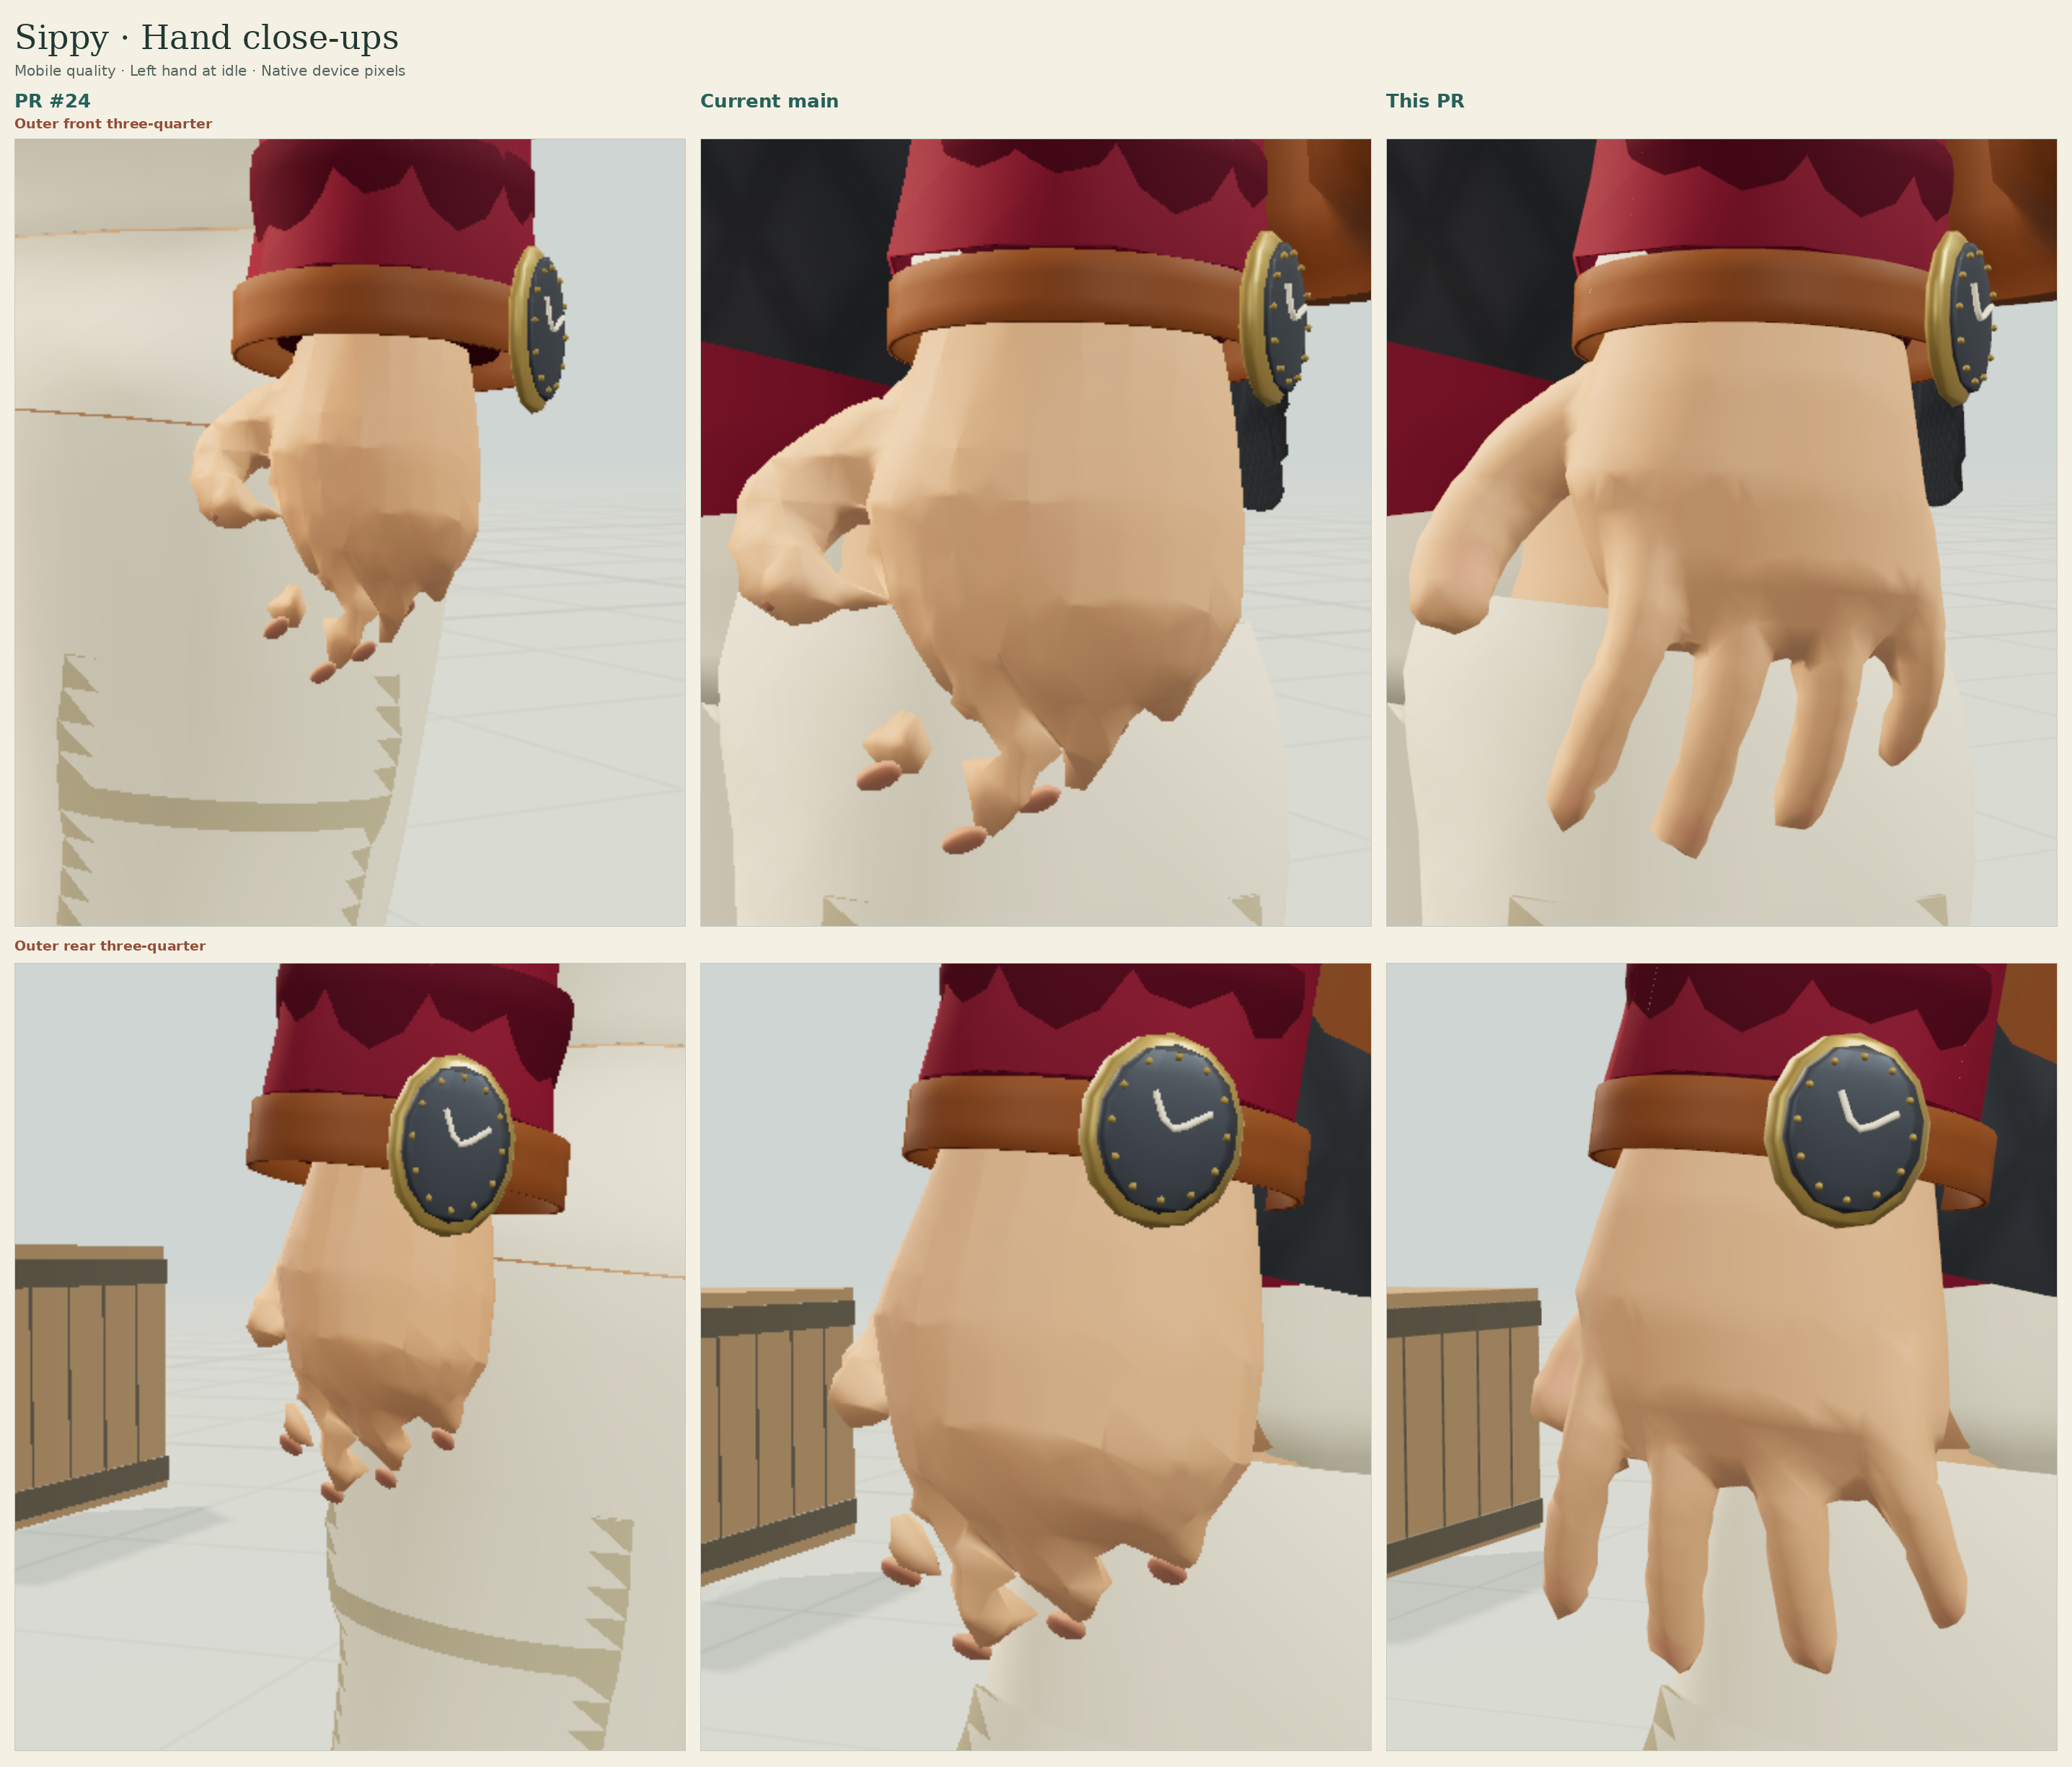 Sippy · Hand close-ups
Mobile quality · Left hand at idle · Native device pixels
PR #24
Current main
This PR
Outer front three-quarter
Outer rear three-quarter